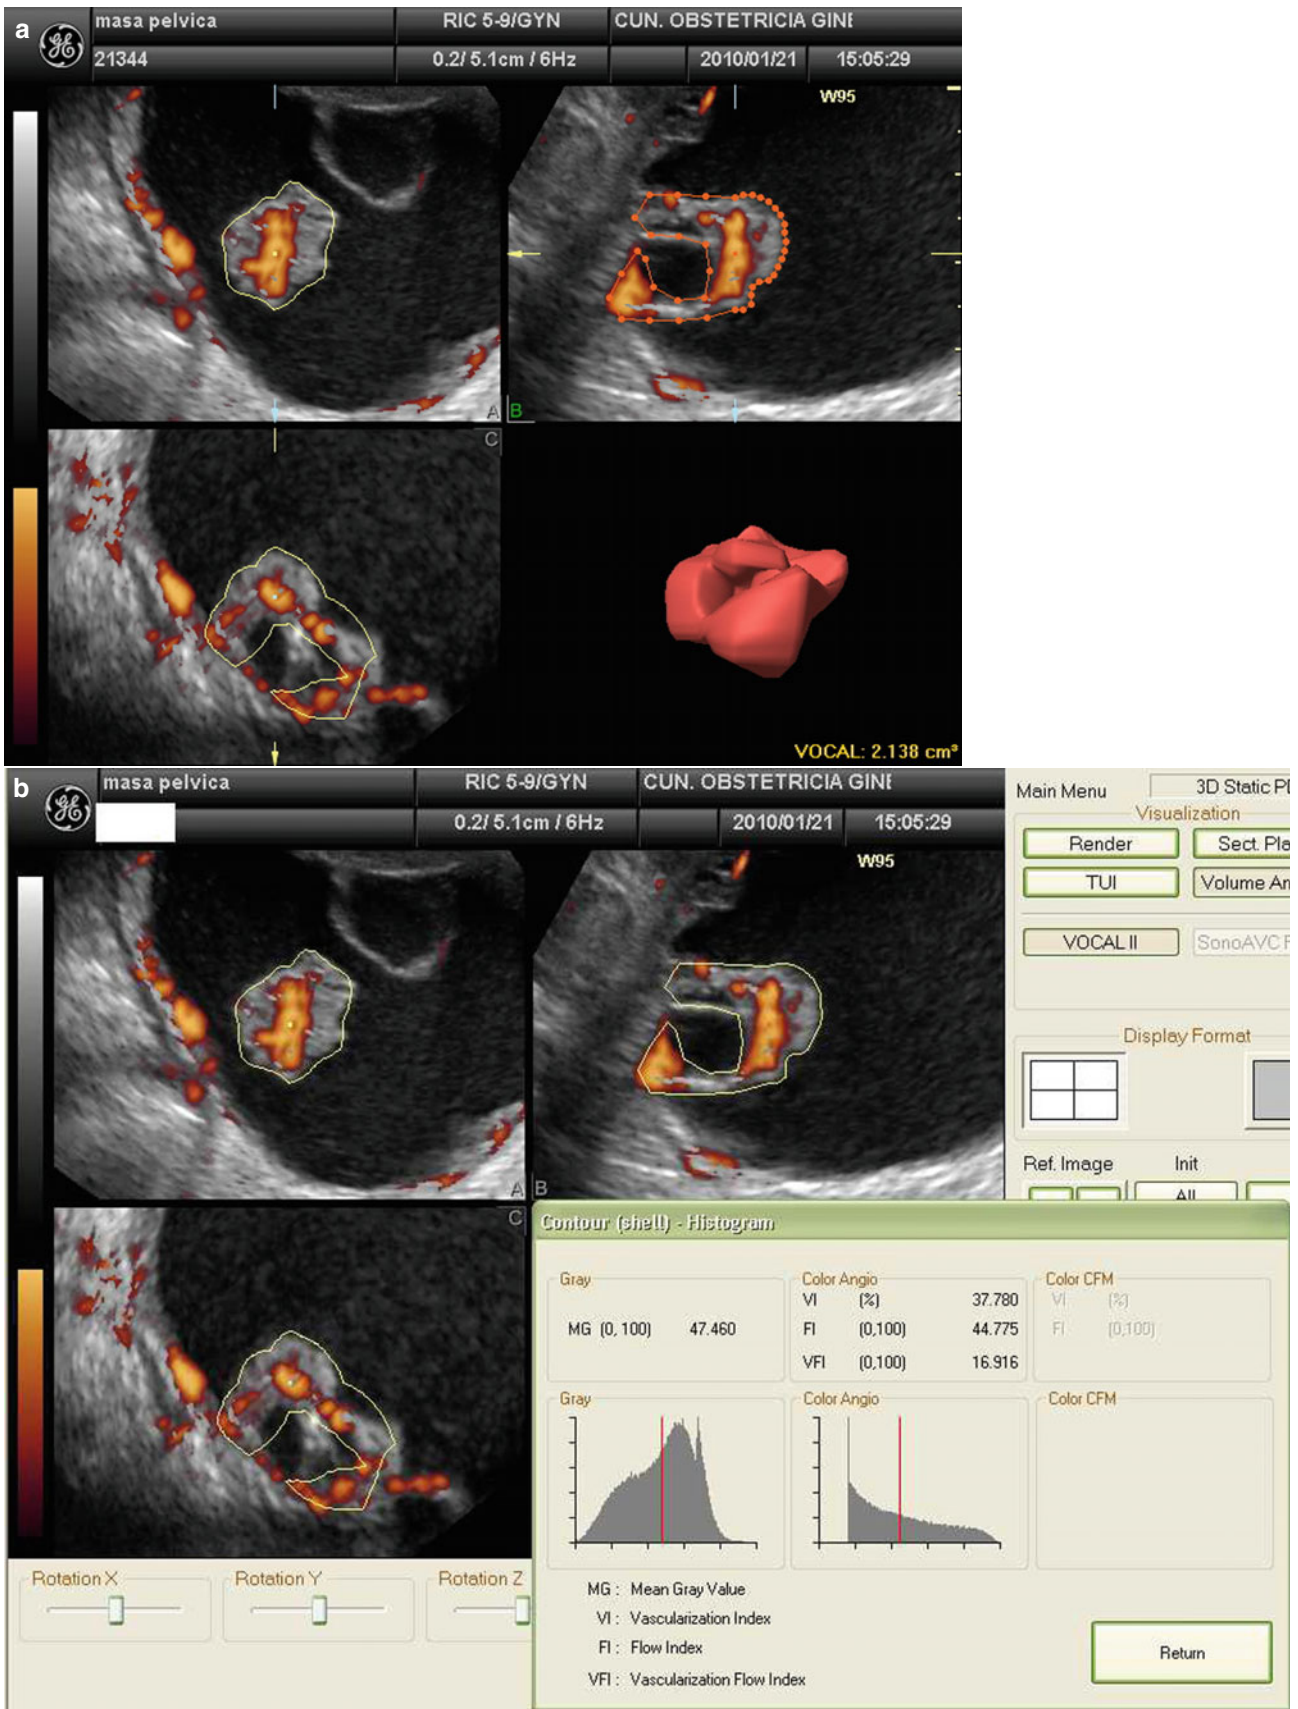 a
masa pelvica
RIC 5-9/GYN
CUN. OBSTETRICIA GINE
21344
0.2/ 5.1cm / 6Hz
2010/01/21
15:05:29
W95
A
B
C
VOCAL: 2.138 cm³
b
masa pelvica
RIC 5-9/GYN
CUN. OBSTETRICIA GINE
0.2/ 5.1cm / 6Hz
2010/01/21
15:05:29
W95
A
B
C
Main Menu
3D Static
Visualization
Render
Sect. Pla
TUI
Volume An
VOCAL II
SonoAVC F
Display Format
Ref. Image
Init
All
Contour (shell) - Histogram
Gray
MG (0, 100) 47.460
Color Angio
VI (%) 37.780
FI (0,100) 44.775
VFI (0,100) 16.916
Color CFM
VI (%)
FI (0,100)
Gray
Color Angio
Color CFM
MG : Mean Gray Value
VI : Vascularization Index
FI : Flow Index
VFI : Vascularization Flow Index
Return
Rotation X
Rotation Y
Rotation Z